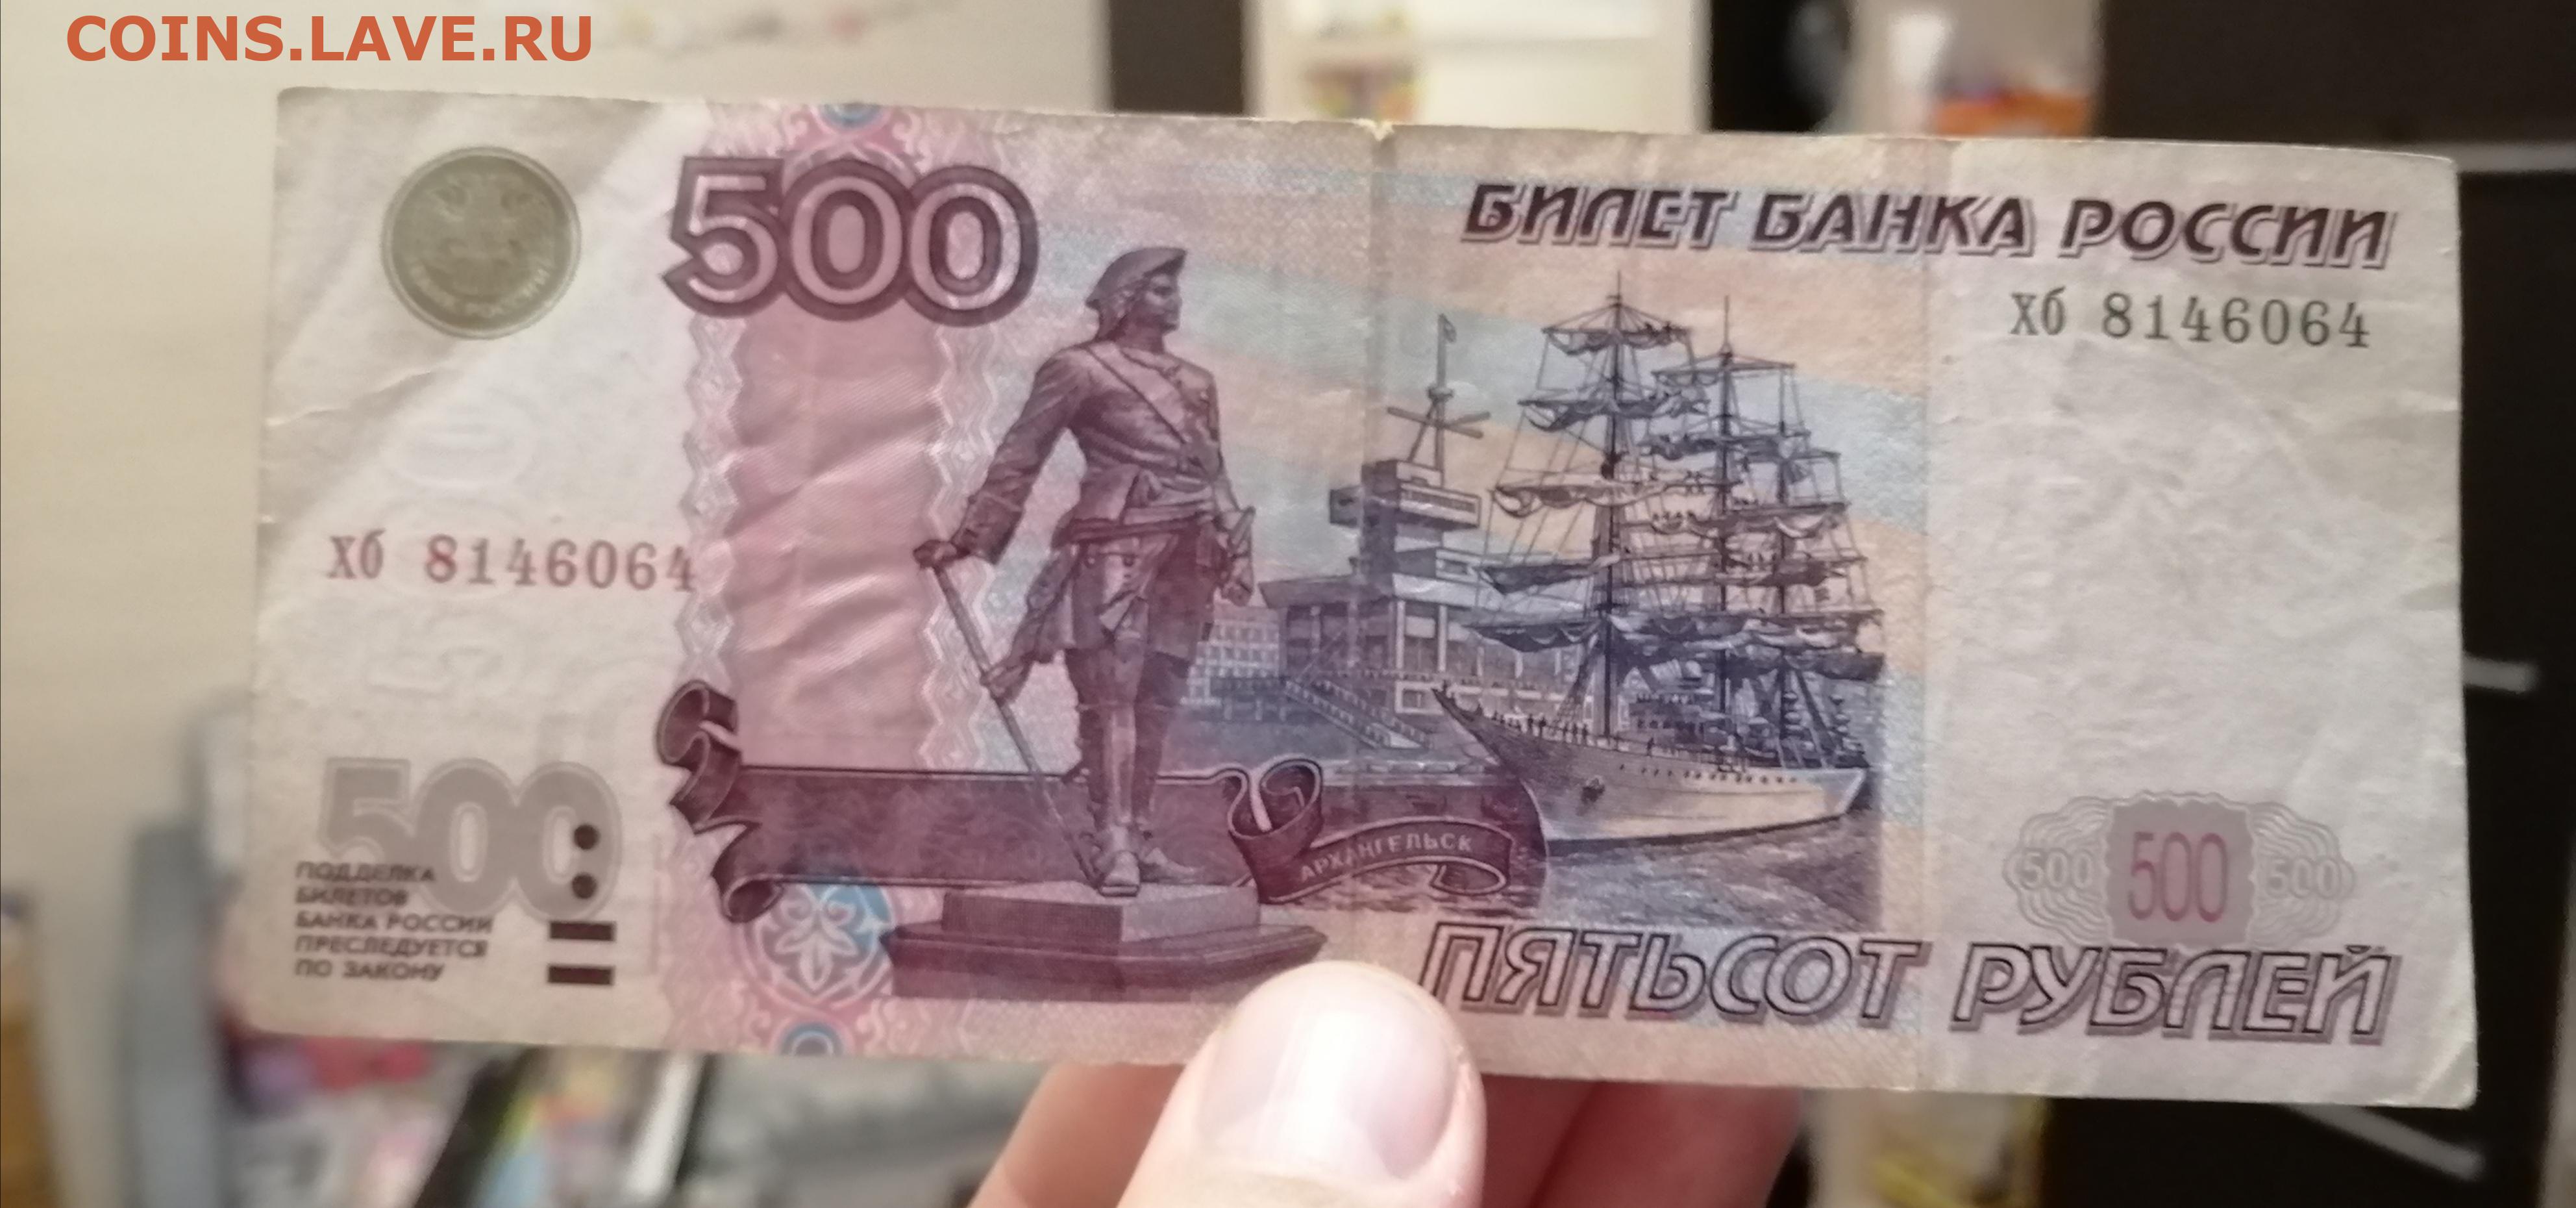 COINS.LAVE.RU
500
БИЛЕТ БАНКА РОССИИ
хб 8146064
хб 8146064
АРХАНГЕЛЬСК
500
ПОДДЕЛКА
БИЛЕТОВ
БАНКА РОССИИ
ПРЕСЛЕДУЕТСЯ
ПО ЗАКОНУ
500 500 500
ПЯТЬСОТ РУБЛЕЙ